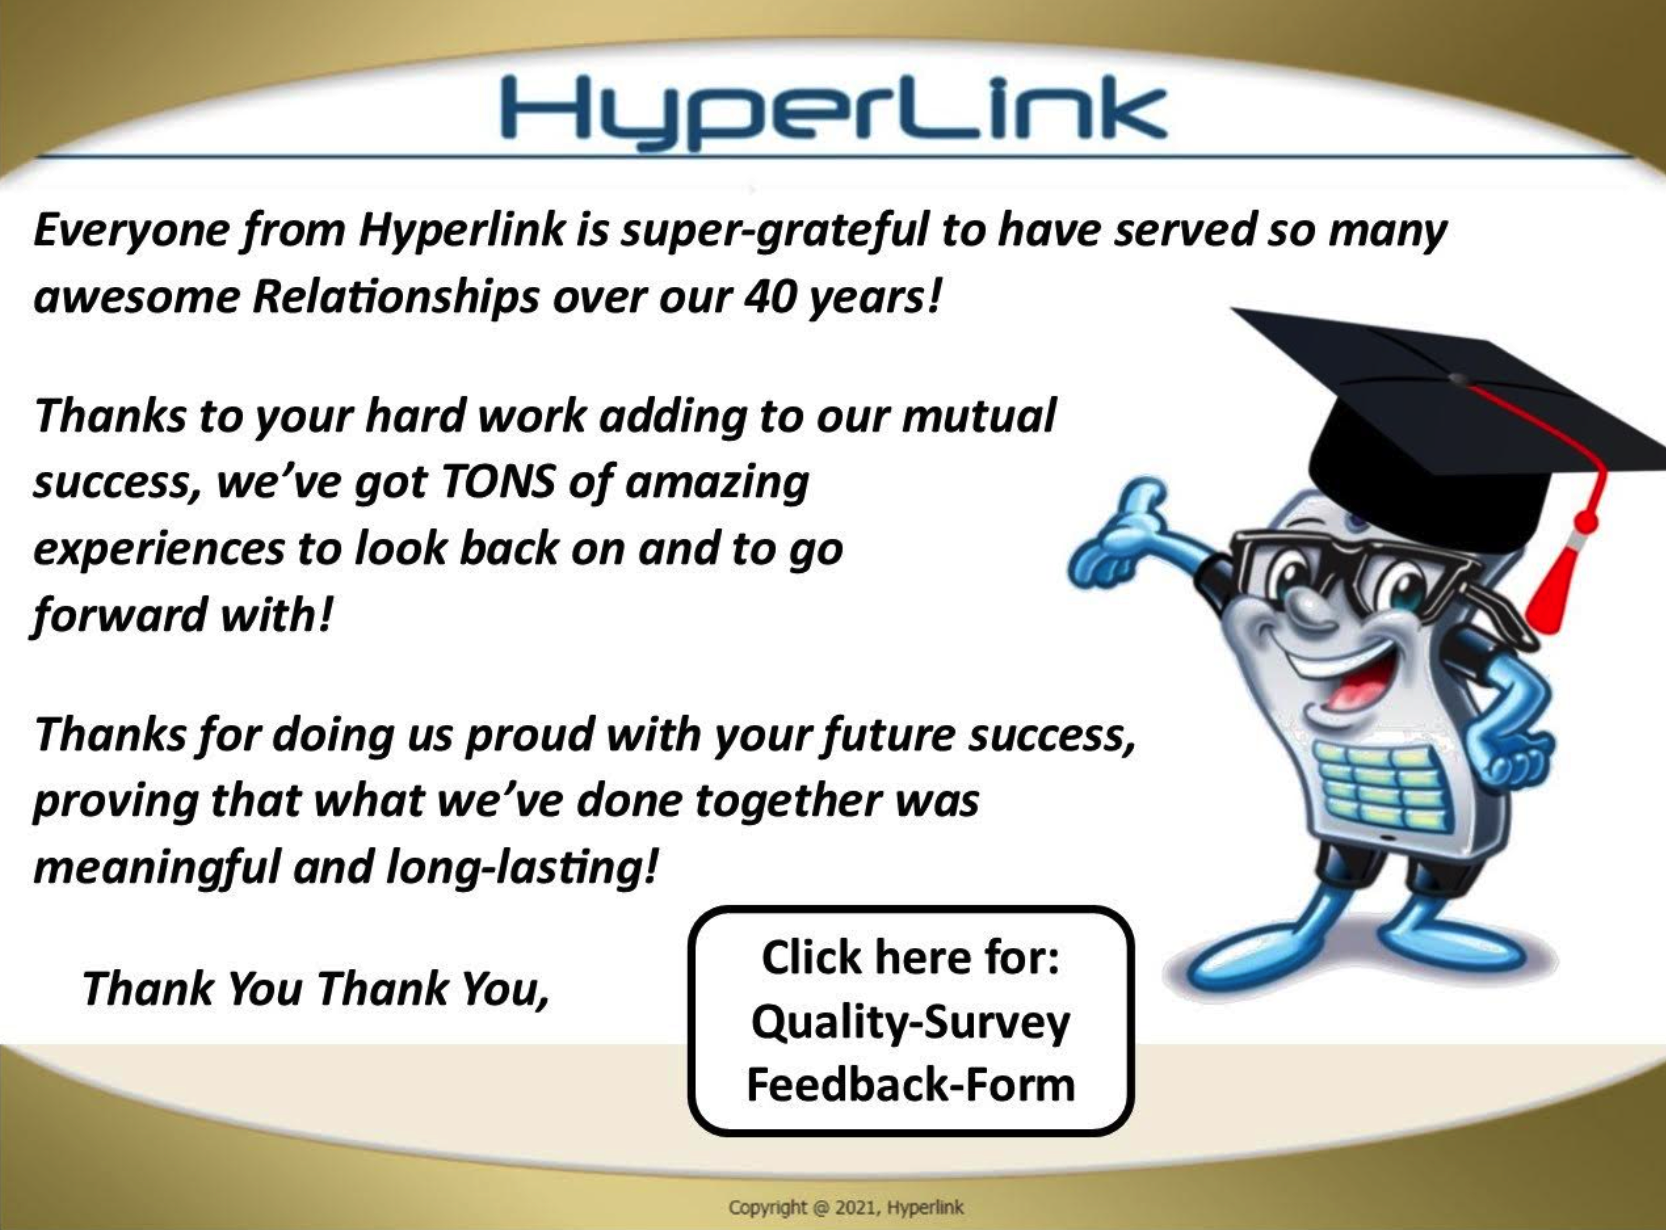 HyperLink
Everyone from Hyperlink is super-grateful to have served so many
awesome Relationships over our 40 years!
Thanks to your hard work adding to our mutual
success, we’ve got TONS of amazing
experiences to look back on and to go
forward with!
Thanks for doing us proud with your future success,
proving that what we’ve done together was
meaningful and long-lasting!
Thank You Thank You,
Click here for:
Quality-Survey
Feedback-Form
Copyright @ 2021, Hyperlink